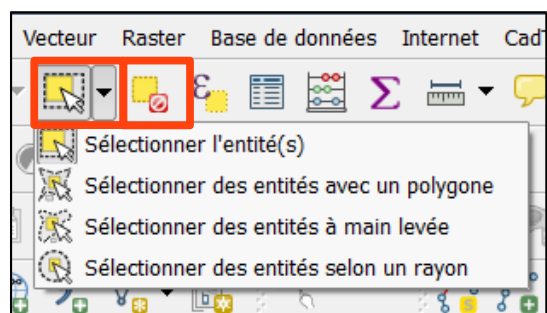 Vecteur Raster Base de données Internet
Sélectionner l'entité(s)
Sélectionner des entités avec un polygone
Sélectionner des entités à main levée
Sélectionner des entités selon un rayon